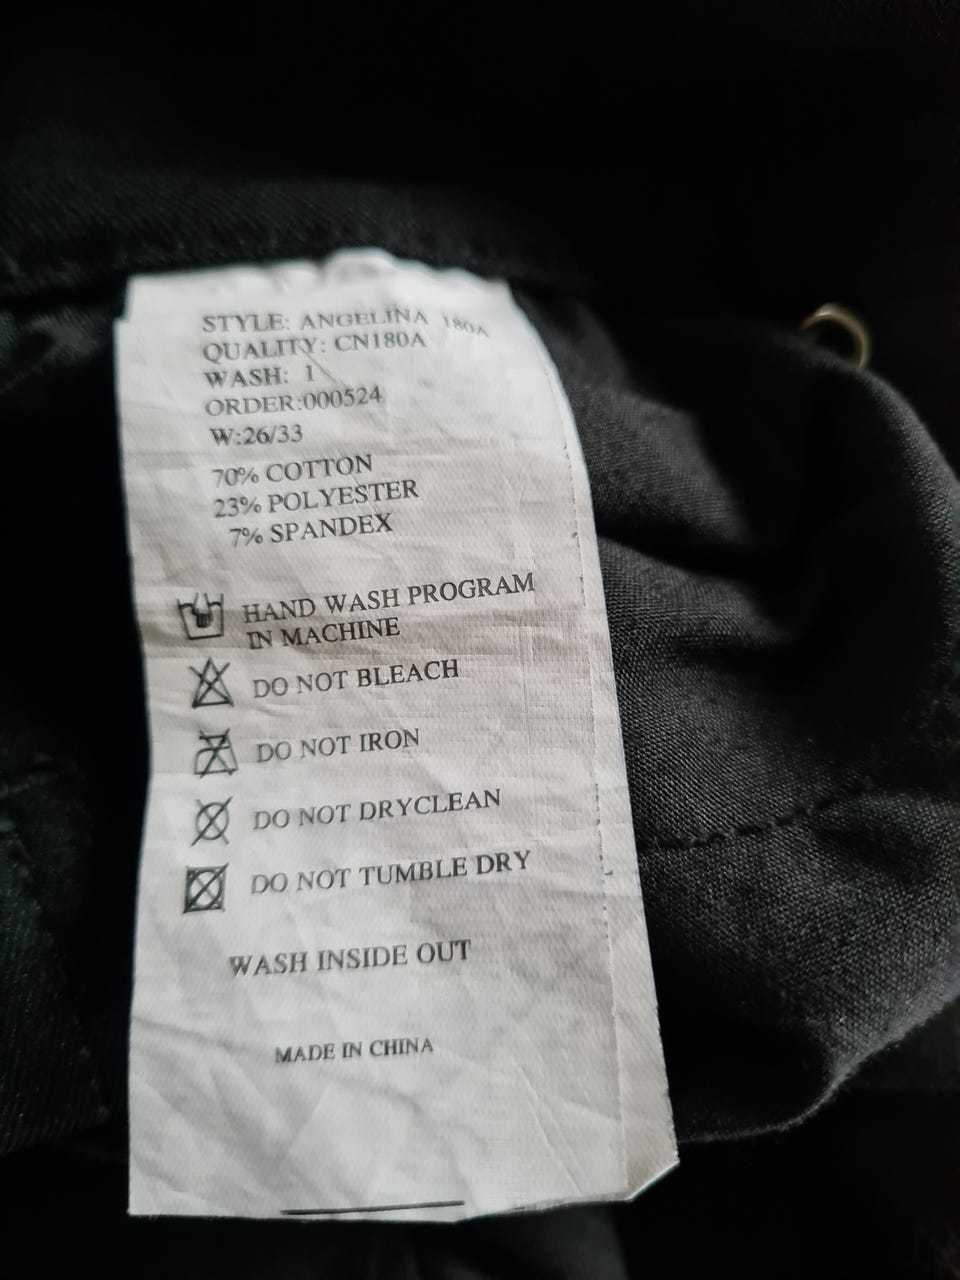 STYLE: ANGELINA 180A
QUALITY: CN180A
WASH: 1
ORDER:000524
W:26/33
70% COTTON
23% POLYESTER
7% SPANDEX
HAND WASH PROGRAM
IN MACHINE
DO NOT BLEACH
DO NOT IRON
DO NOT DRYCLEAN
DO NOT TUMBLE DRY
WASH INSIDE OUT
MADE IN CHINA